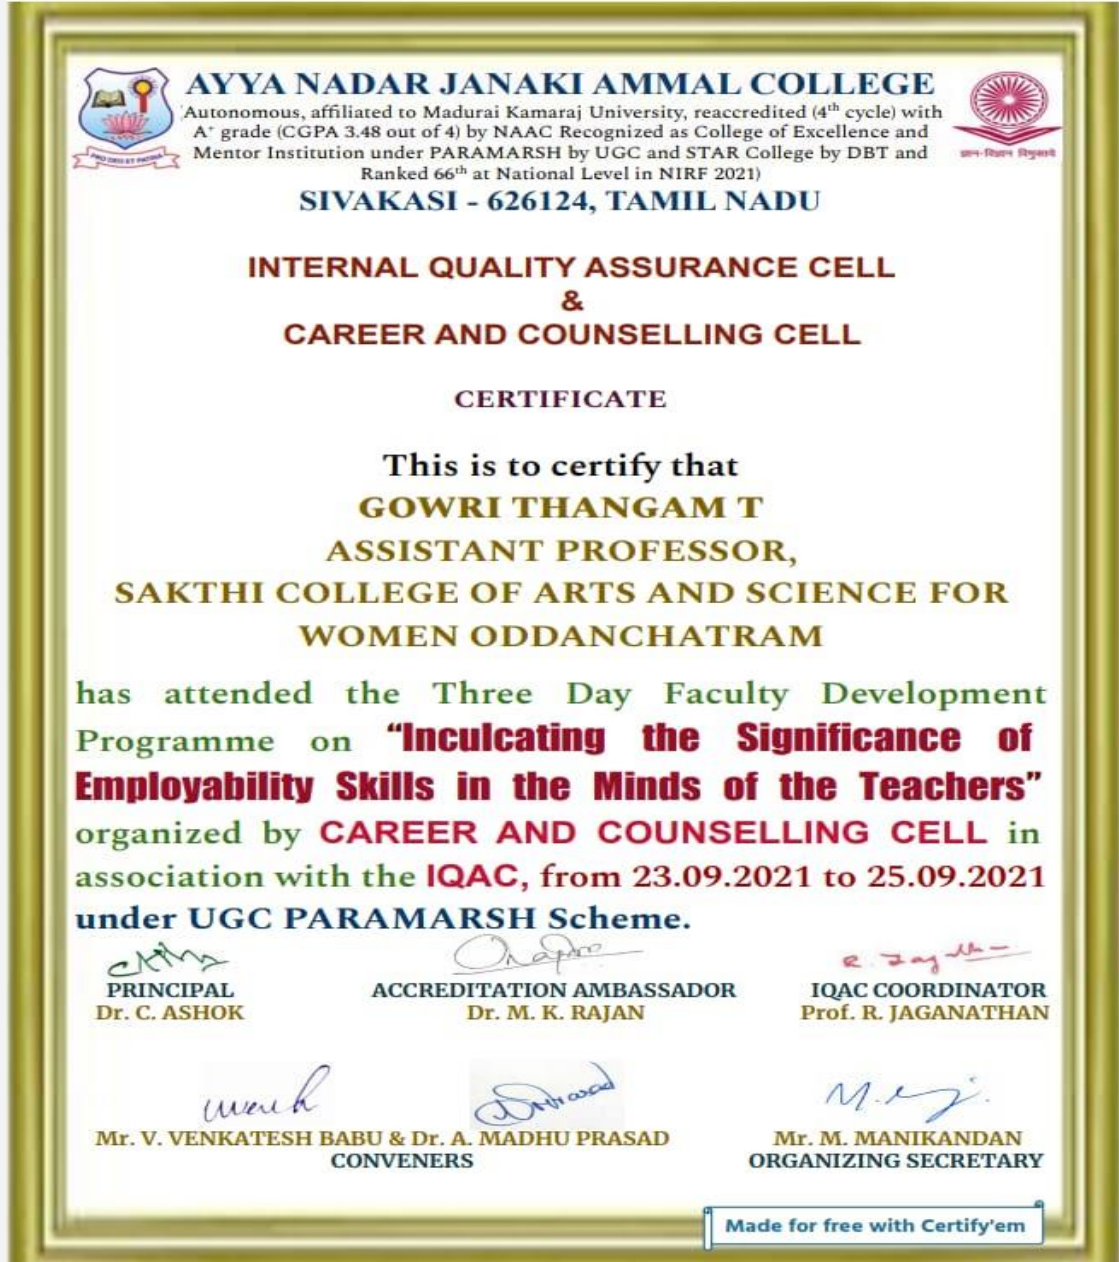 AYYA NADAR JANAKI AMMAL COLLEGE
(Autonomous, affiliated to Madurai Kamaraj University, reaccredited (4th cycle) with
A+ grade (CGPA 3.48 out of 4) by NAAC Recognized as College of Excellence and
Mentor Institution under PARAMARSH by UGC and STAR College by DBT and
Ranked 66th at National Level in NIRF 2021)
SIVAKASI - 626124, TAMIL NADU
PRO DEO ET PATRIA
ज्ञान-विज्ञान विमुक्तये
INTERNAL QUALITY ASSURANCE CELL
&
CAREER AND COUNSELLING CELL
CERTIFICATE
This is to certify that
GOWRI THANGAM T
ASSISTANT PROFESSOR,
SAKTHI COLLEGE OF ARTS AND SCIENCE FOR
WOMEN ODDANCHATRAM
has attended the Three Day Faculty Development
Programme on “Inculcating the Significance of
Employability Skills in the Minds of the Teachers”
organized by CAREER AND COUNSELLING CELL in
association with the IQAC, from 23.09.2021 to 25.09.2021
under UGC PARAMARSH Scheme.
PRINCIPAL ACCREDITATION AMBASSADOR IQAC COORDINATOR
Dr. C. ASHOK Dr. M. K. RAJAN Prof. R. JAGANATHAN
Mr. V. VENKATESH BABU & Dr. A. MADHU PRASAD Mr. M. MANIKANDAN
CONVENERS ORGANIZING SECRETARY
Made for free with Certify'em